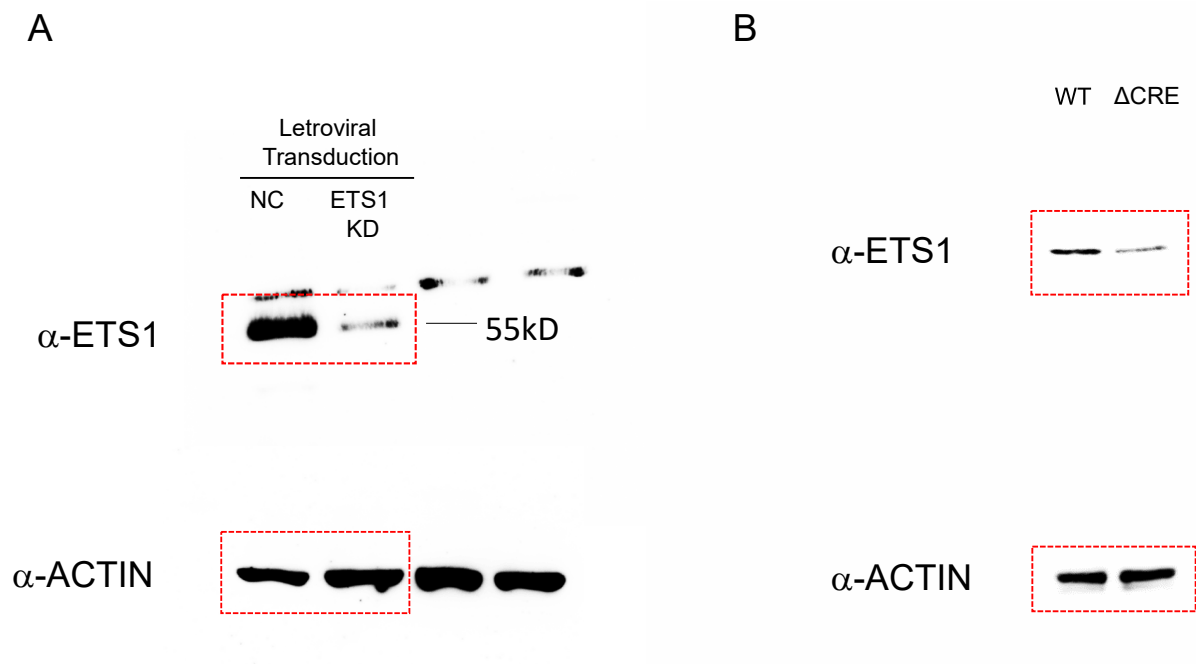 A
Letroviral
Transduction
NC
ETS1
KD
α-ETS1
55kD
α-ACTIN
B
WT
ΔCRE
α-ETS1
α-ACTIN